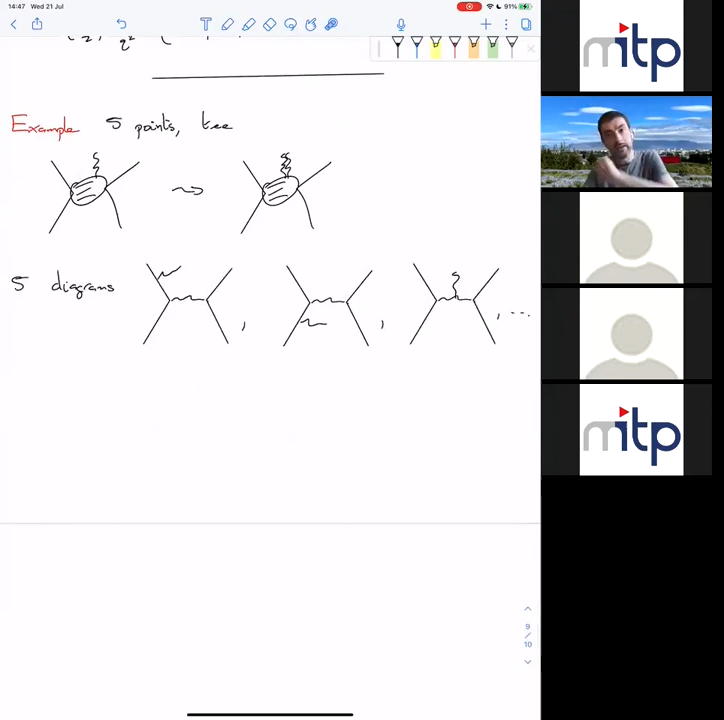 14:47 Wed 21 Jul
91%
Example 5 points, tree
5 diagrams , , , ...
9
/
10
mitp
mitp